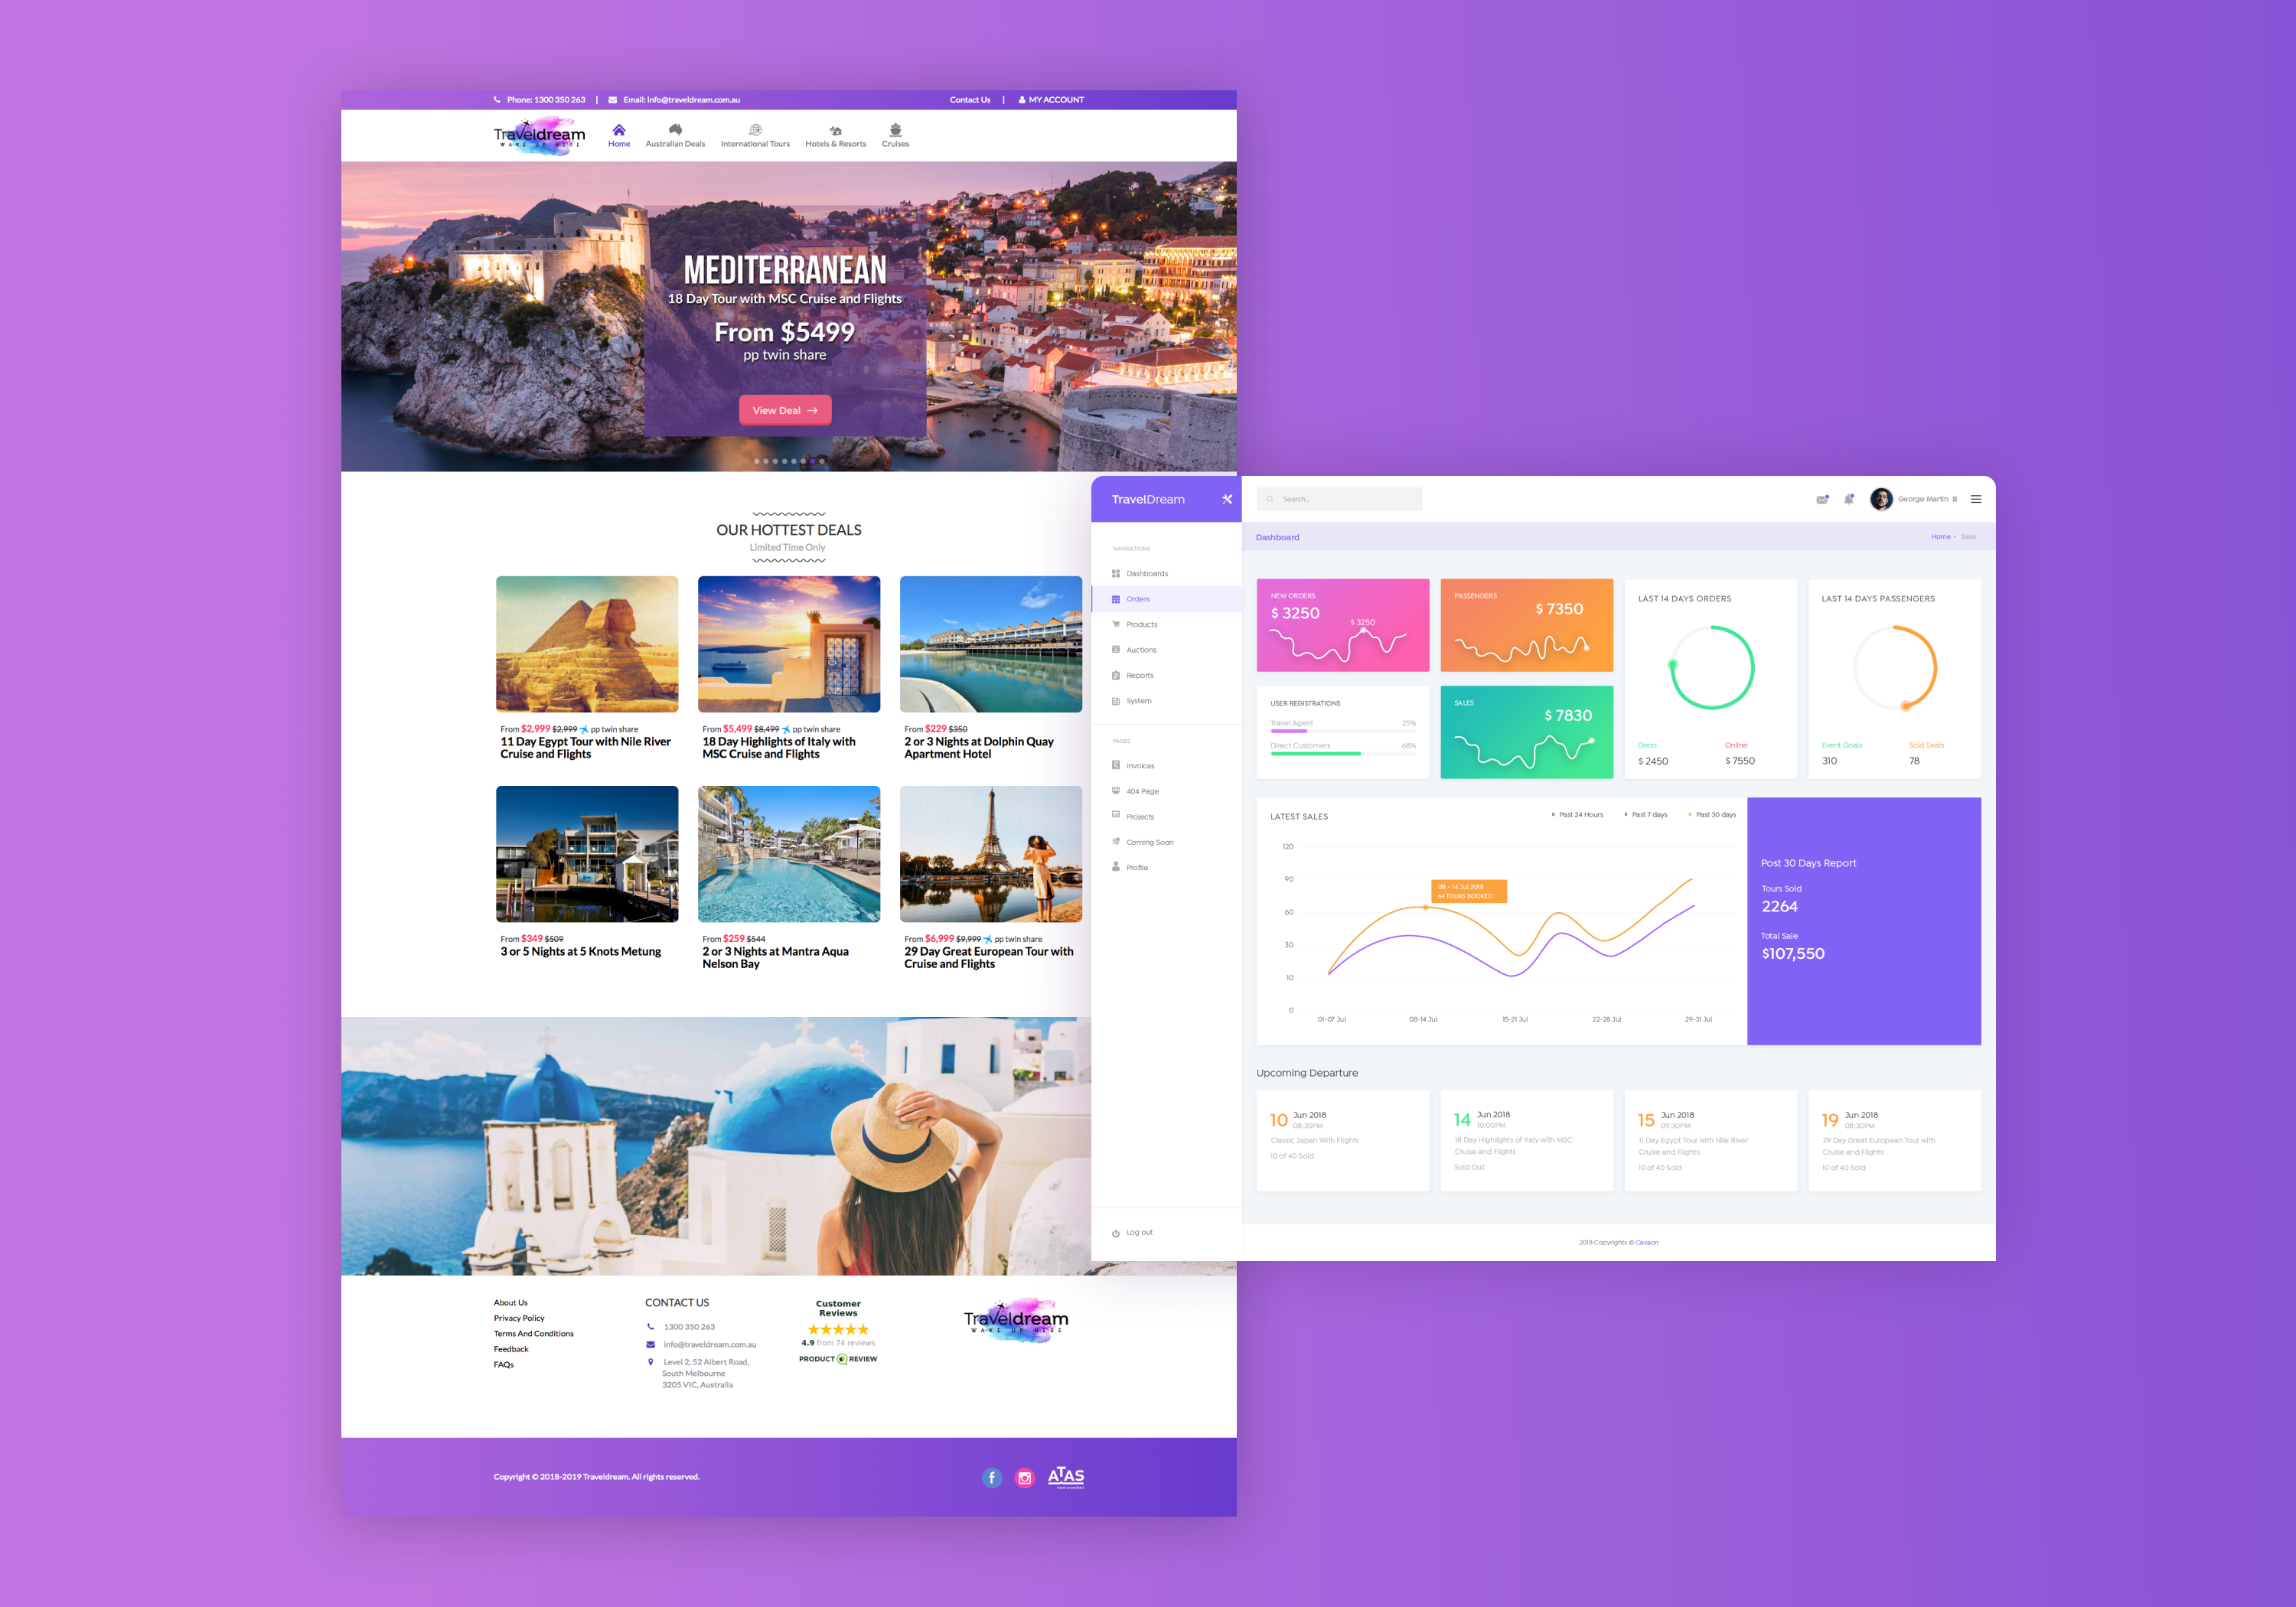 Phone: 1300 350 263 | Email: info@traveldream.com.au
Contact Us | MY ACCOUNT
Traveldream
WAKE UP HERE
Home
Australian Deals
International Tours
Hotels & Resorts
Cruises
MEDITERRANEAN
18 Day Tour with MSC Cruise and Flights
From $5499
pp twin share
View Deal →
OUR HOTTEST DEALS
Limited Time Only
From $2,999 $2,999 pp twin share
11 Day Egypt Tour with Nile River
Cruise and Flights
From $5,499 $8,499 pp twin share
18 Day Highlights of Italy with
MSC Cruise and Flights
From $229 $350
2 or 3 Nights at Dolphin Quay
Apartment Hotel
From $349 $509
3 or 5 Nights at 5 Knots Metung
From $259 $544
2 or 3 Nights at Mantra Aqua
Nelson Bay
From $6,999 $9,999 pp twin share
29 Day Great European Tour with
Cruise and Flights
About Us
Privacy Policy
Terms And Conditions
Feedback
FAQs
CONTACT US
1300 350 263
info@traveldream.com.au
Level 2, 52 Albert Road,
South Melbourne
3205 VIC, Australia
Customer
Reviews
4.9 from 74 reviews
PRODUCT REVIEW
Traveldream
WAKE UP HERE
Copyright © 2018-2019 Traveldream. All rights reserved.
ATAS
travel accredited
TravelDream
Search...
George Martin
NAVIGATIONS
Dashboards
Orders
Products
Auctions
Reports
System
PAGES
Invoices
404 Page
Projects
Coming Soon
Profile
Log out
Dashboard
Home - Sales
NEW ORDERS
$ 3250
$ 3250
PASSENGERS
$ 7350
USER REGISTRATIONS
Travel Agent 25%
Direct Customers 68%
SALES
$ 7830
LAST 14 DAYS ORDERS
Gress
$ 2450
Online
$ 7550
LAST 14 DAYS PASSENGERS
Event Goals
310
Sold Seats
78
LATEST SALES
Past 24 Hours
Past 7 days
Past 30 days
120
90
60
30
10
0
08 - 14 Jul 2018
64 TOURS BOOKED
01-07 Jul
08-14 Jul
15-21 Jul
22-28 Jul
29-31 Jul
Post 30 Days Report
Tours Sold
2264
Total Sale
$107,550
Upcoming Departure
10 Jun 2018
08:30PM
Classic Japan With Flights
10 of 40 Sold
14 Jun 2018
10:00PM
18 Day Highlights of Italy with MSC
Cruise and Flights
Sold Out
15 Jun 2018
09:30PM
11 Day Egypt Tour with Nile River
Cruise and Flights
10 of 40 Sold
19 Jun 2018
08:30PM
29 Day Great European Tour with
Cruise and Flights
10 of 40 Sold
2018 Copyrights © Cavaon